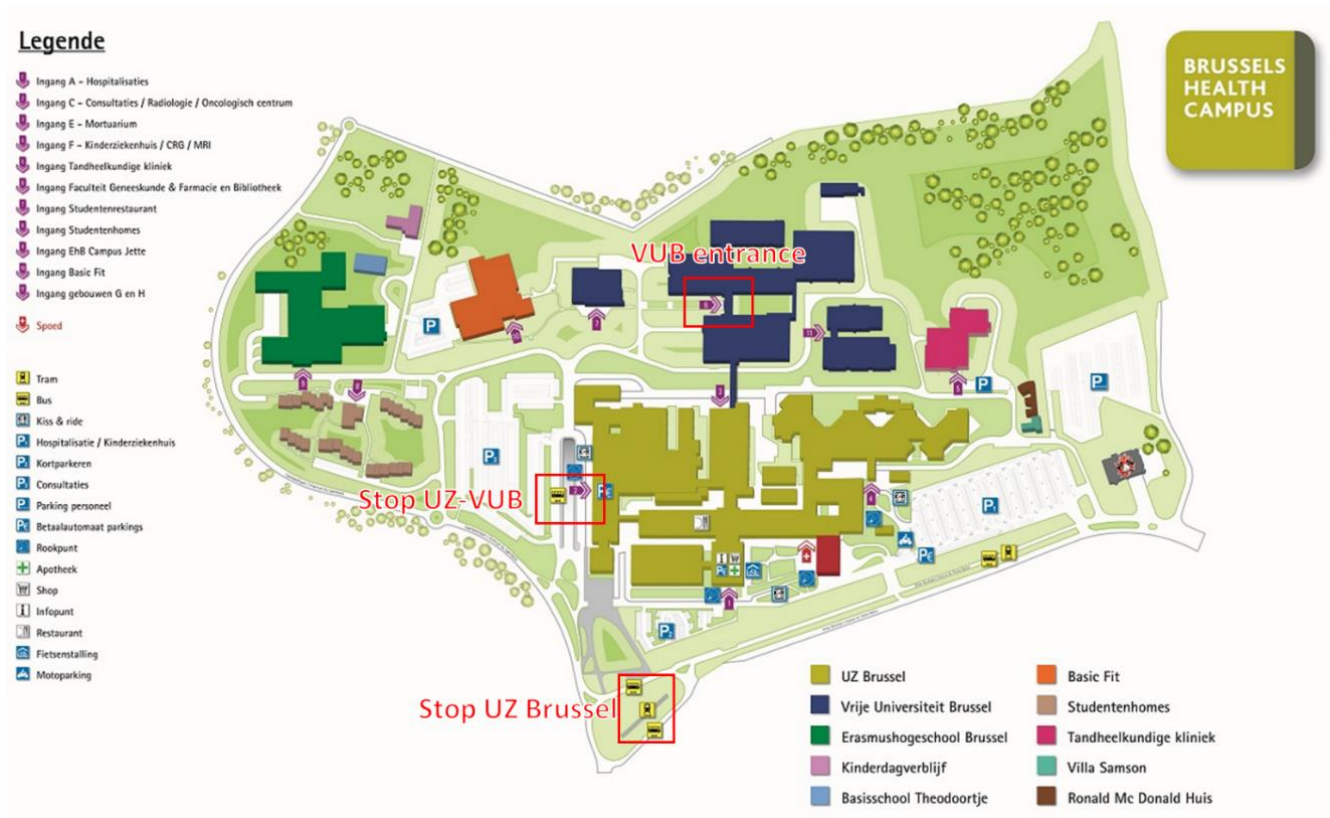 Legende
Ingang A – Hospitalisaties
Ingang C – Consultaties / Radiologie / Oncologisch centrum
Ingang E – Mortuarium
Ingang F – Kinderziekenhuis / CRG / MRI
Ingang Tandheelkundige kliniek
Ingang Faculteit Geneeskunde & Farmacie en Bibliotheek
Ingang Studentenrestaurant
Ingang Studentenhomes
Ingang EhB Campus Jette
Ingang Basic Fit
Ingang gebouwen G en H
Spoed
Tram
Bus
Kiss & ride
Hospitalisatie / Kinderziekenhuis
Kortparkeren
Consultaties
Parking personeel
Betaalautomaat parkings
Rookpunt
Apotheek
Shop
Infopunt
Restaurant
Fietsenstalling
Motoparking
BRUSSELS
HEALTH
CAMPUS
VUB entrance
Stop UZ-VUB
Stop UZ Brussel
UZ Brussel
Vrije Universiteit Brussel
Erasmushogeschool Brussel
Kinderdagverblijf
Basisschool Theodoortje
Basic Fit
Studentenhomes
Tandheelkundige kliniek
Villa Samson
Ronald Mc Donald Huis